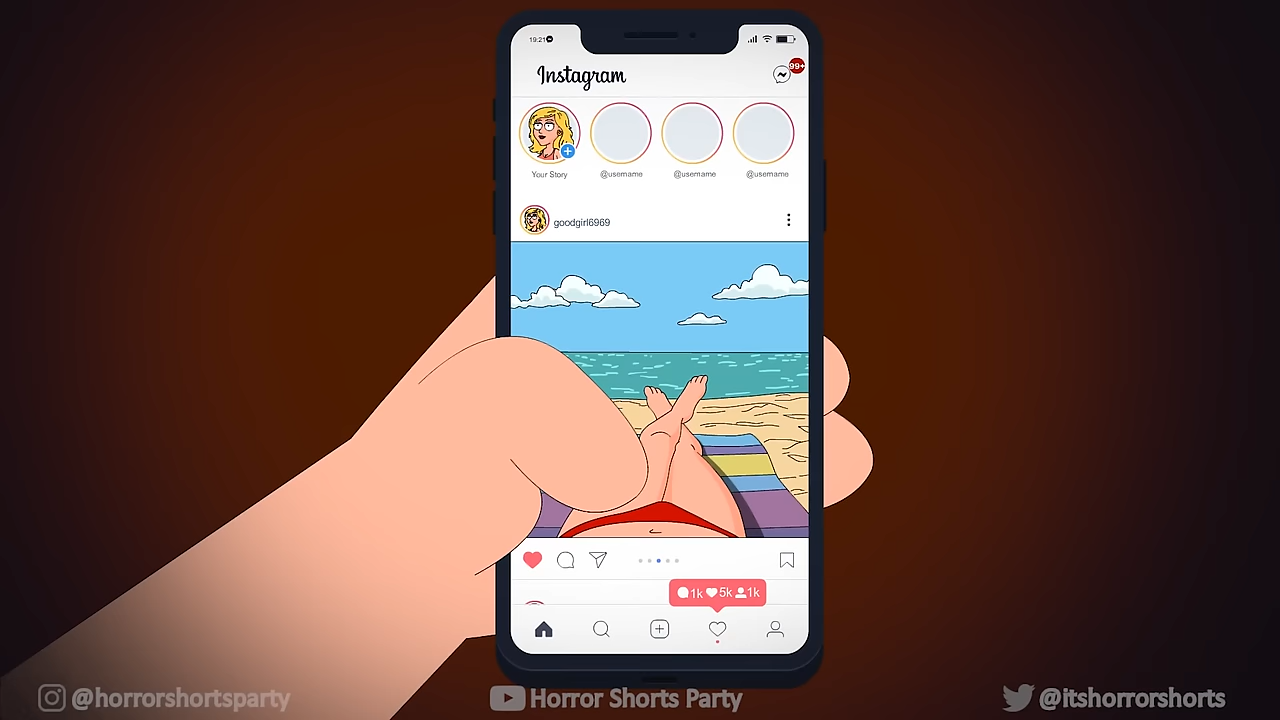 19:21
Instagram
99+
Your Story
@username
@username
@username
goodgirl6969
1k 5k 1k
@horrorshortsparty
Horror Shorts Party
@itshorrorshorts